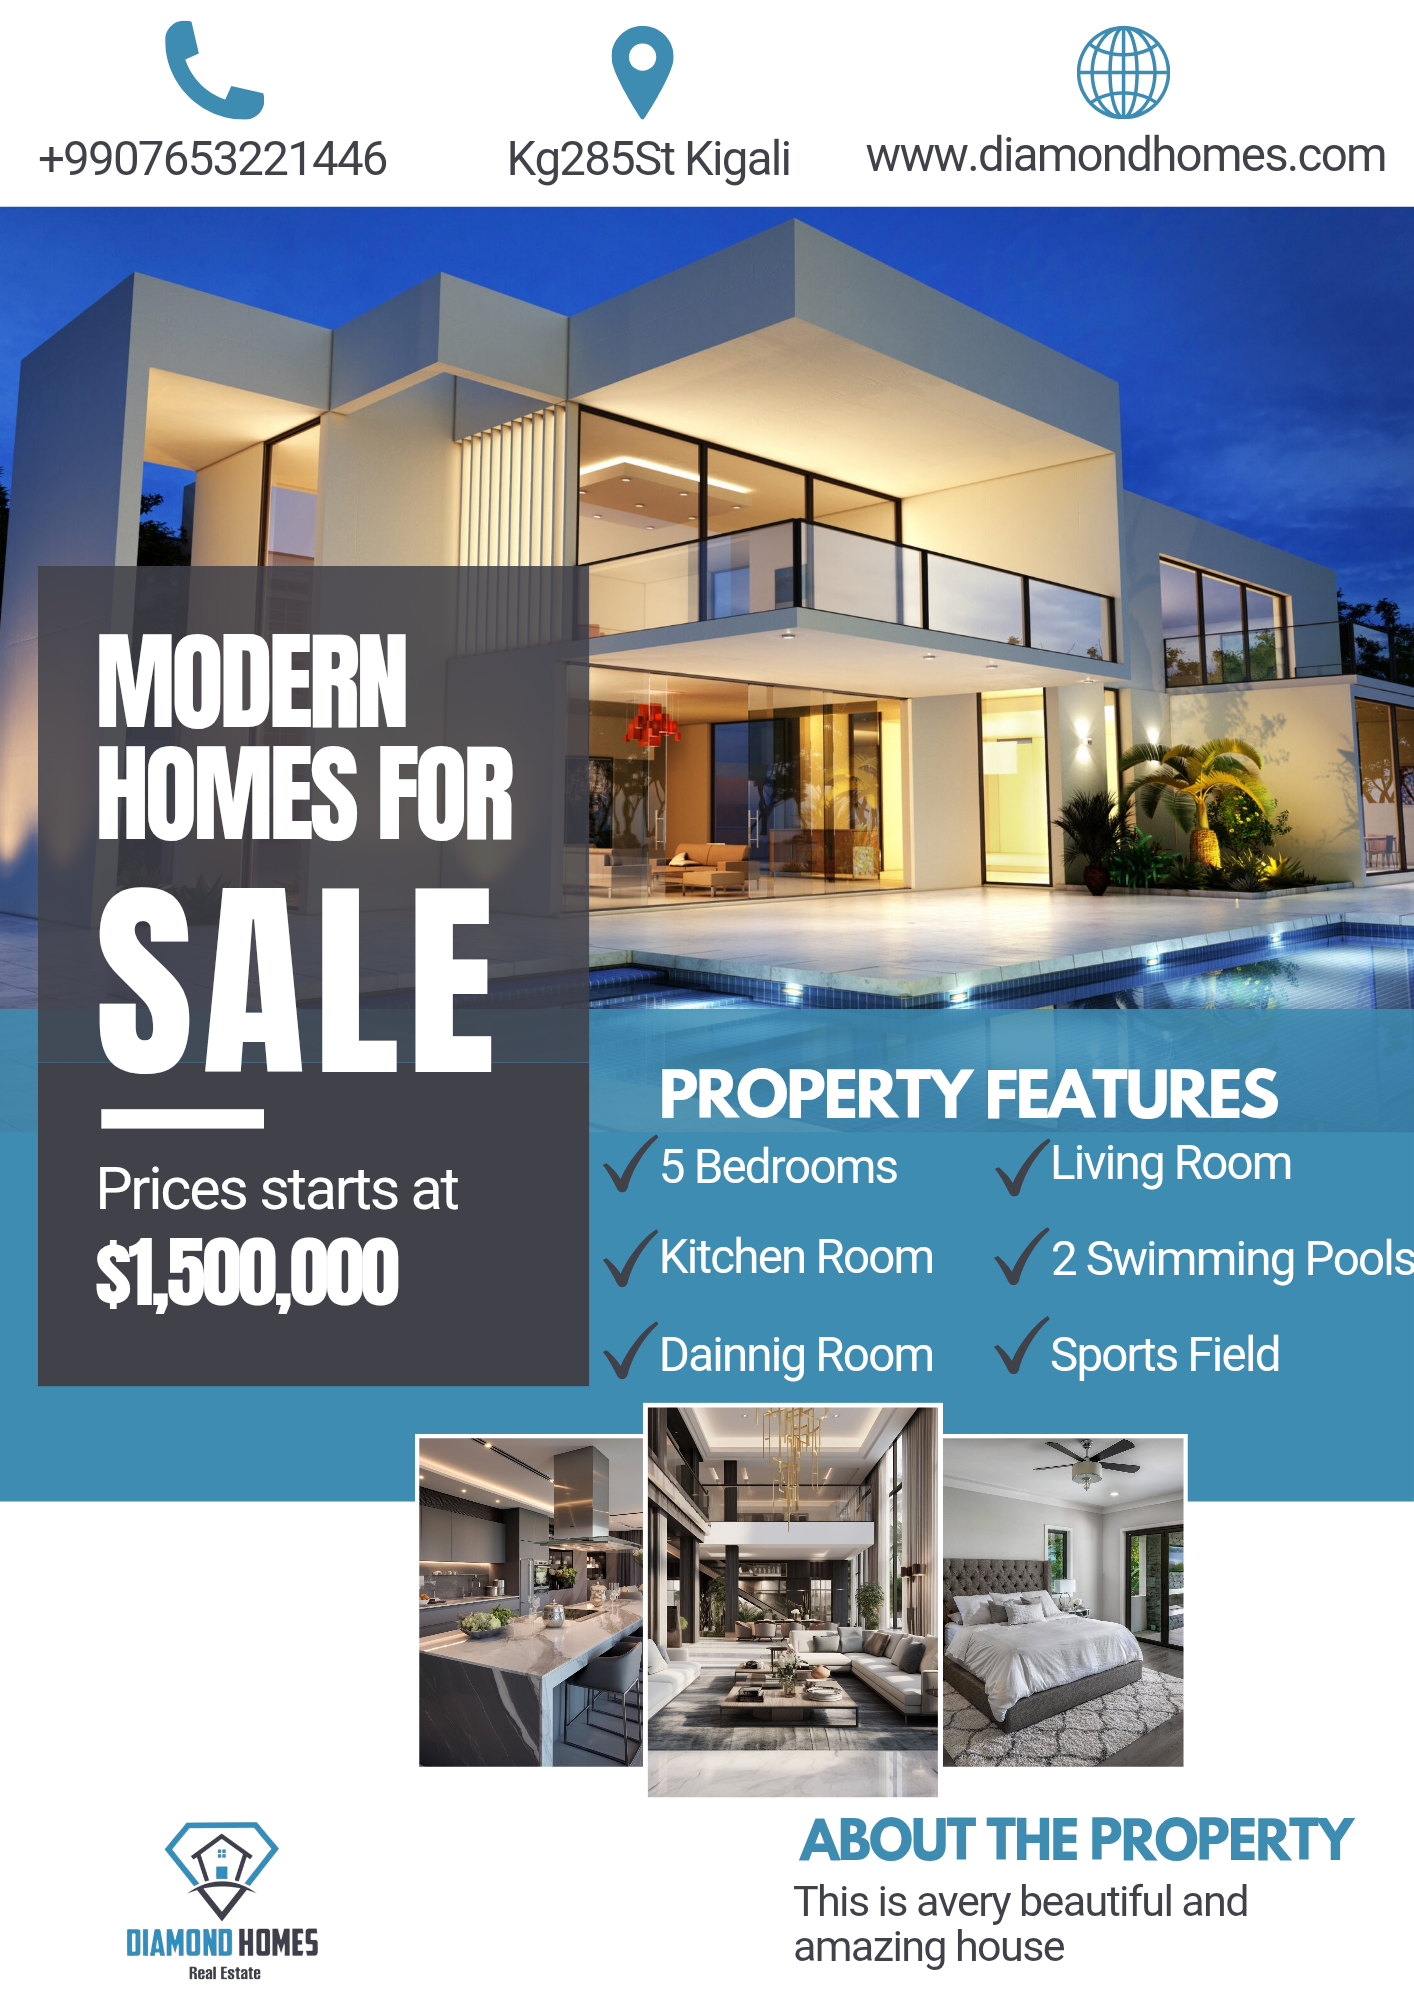 +9907653221446
Kg285St Kigali
www.diamondhomes.com
MODERN
HOMES FOR
SALE
Prices starts at
$1,500,000
PROPERTY FEATURES
5 Bedrooms
Living Room
Kitchen Room
2 Swimming Pools
Dainnig Room
Sports Field
DIAMOND HOMES
Real Estate
ABOUT THE PROPERTY
This is avery beautiful and
amazing house